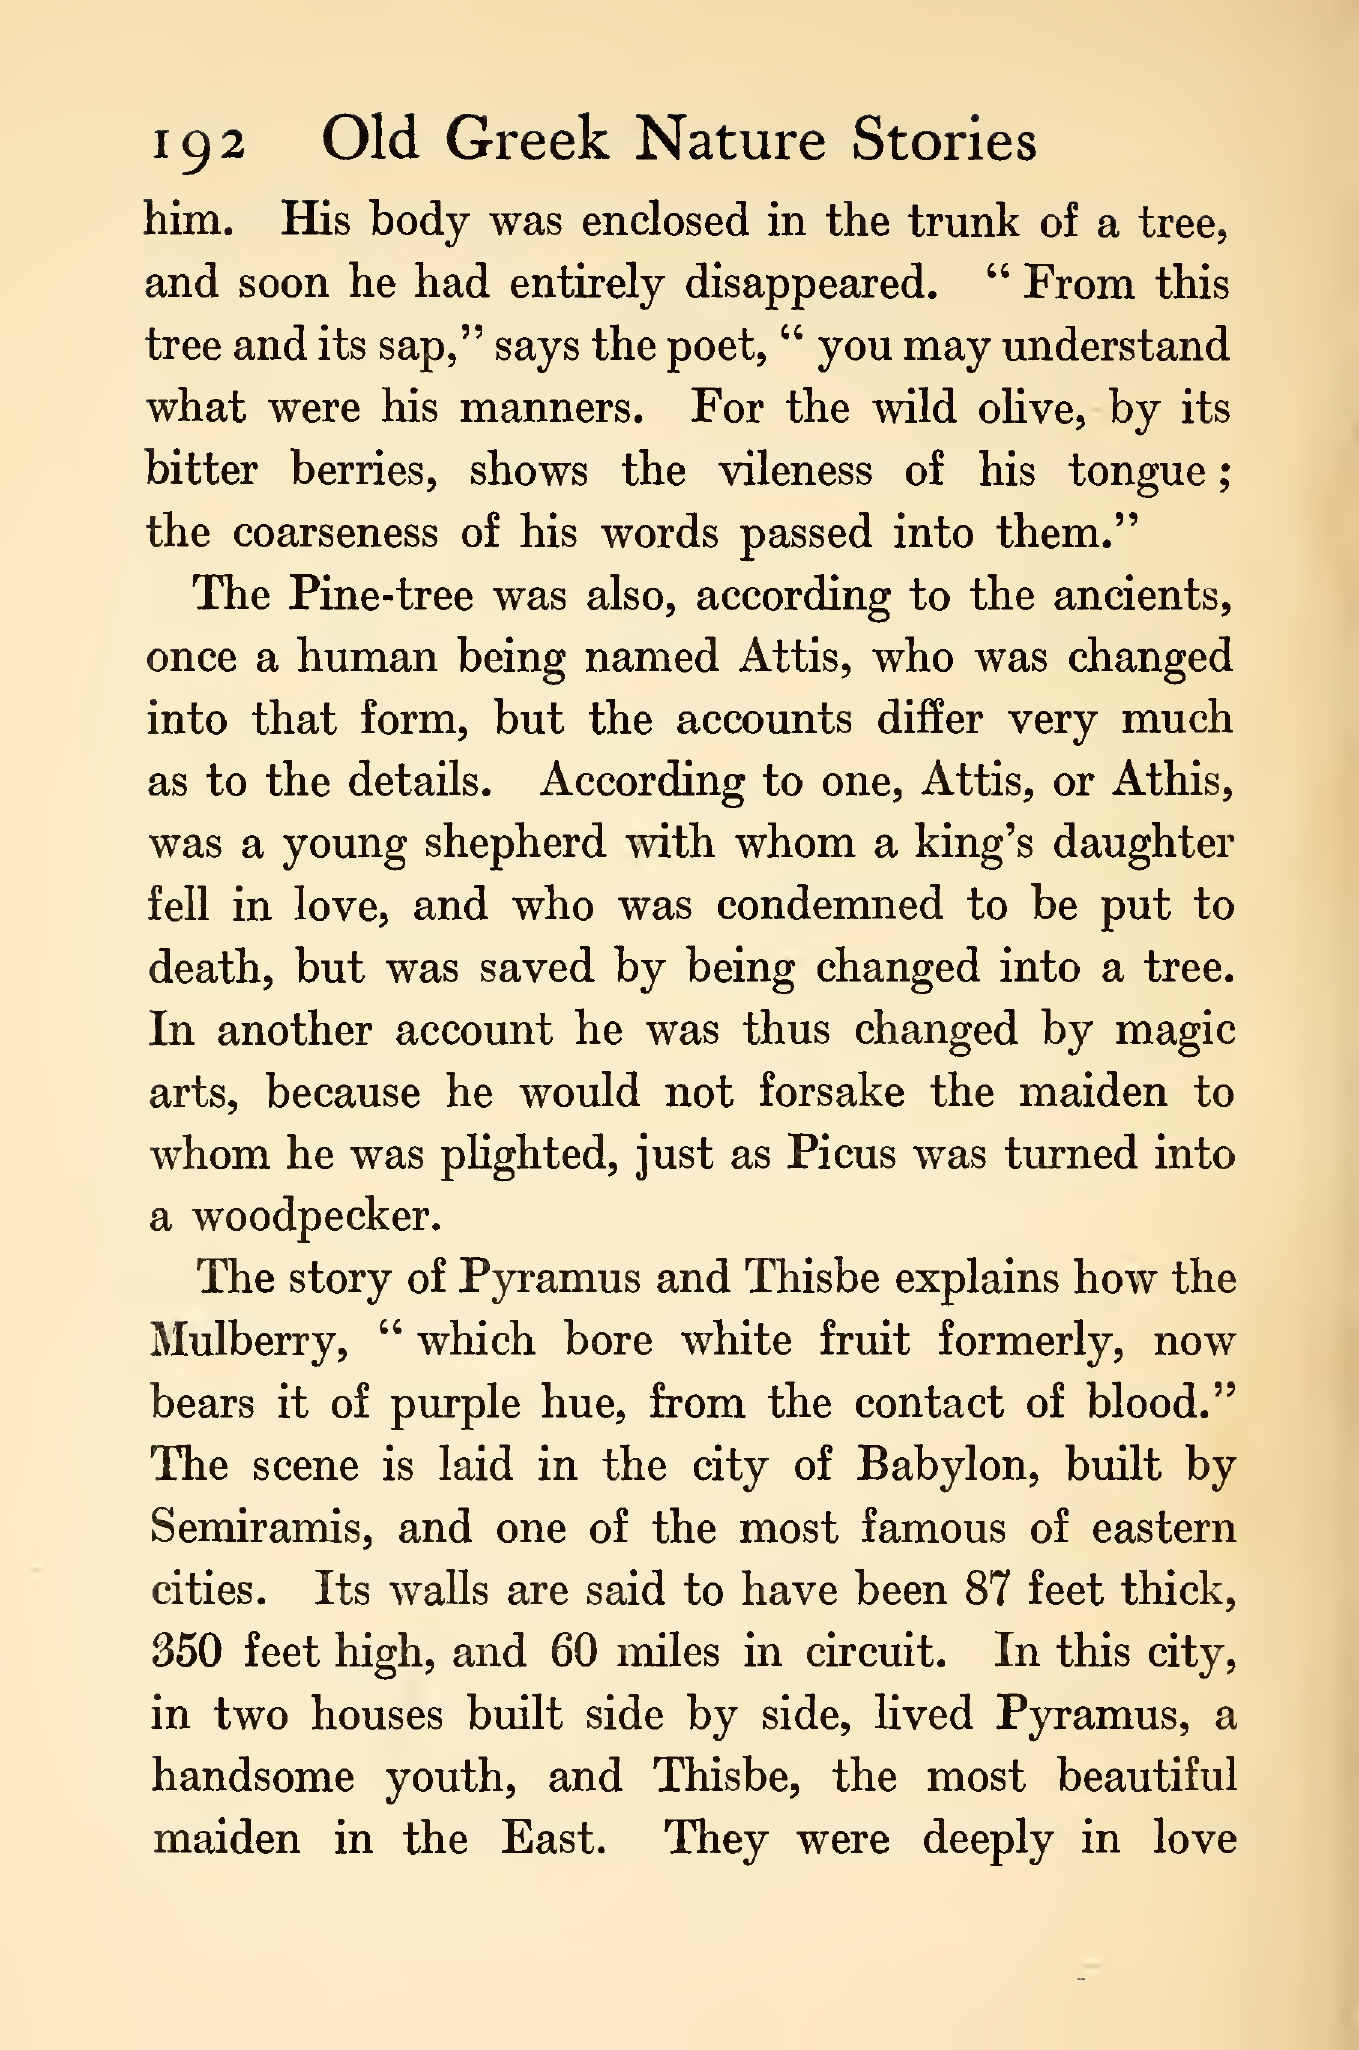 192 Old Greek Nature Stories
him. His body was enclosed in the trunk of a tree,
and soon he had entirely disappeared. “ From this
tree and its sap,” says the poet, “ you may understand
what were his manners. For the wild olive, by its
bitter berries, shows the vileness of his tongue ;
the coarseness of his words passed into them.”
The Pine-tree was also, according to the ancients,
once a human being named Attis, who was changed
into that form, but the accounts differ very much
as to the details. According to one, Attis, or Athis,
was a young shepherd with whom a king’s daughter
fell in love, and who was condemned to be put to
death, but was saved by being changed into a tree.
In another account he was thus changed by magic
arts, because he would not forsake the maiden to
whom he was plighted, just as Picus was turned into
a woodpecker.
The story of Pyramus and Thisbe explains how the
Mulberry, “ which bore white fruit formerly, now
bears it of purple hue, from the contact of blood.”
The scene is laid in the city of Babylon, built by
Semiramis, and one of the most famous of eastern
cities. Its walls are said to have been 87 feet thick,
350 feet high, and 60 miles in circuit. In this city,
in two houses built side by side, lived Pyramus, a
handsome youth, and Thisbe, the most beautiful
maiden in the East. They were deeply in love